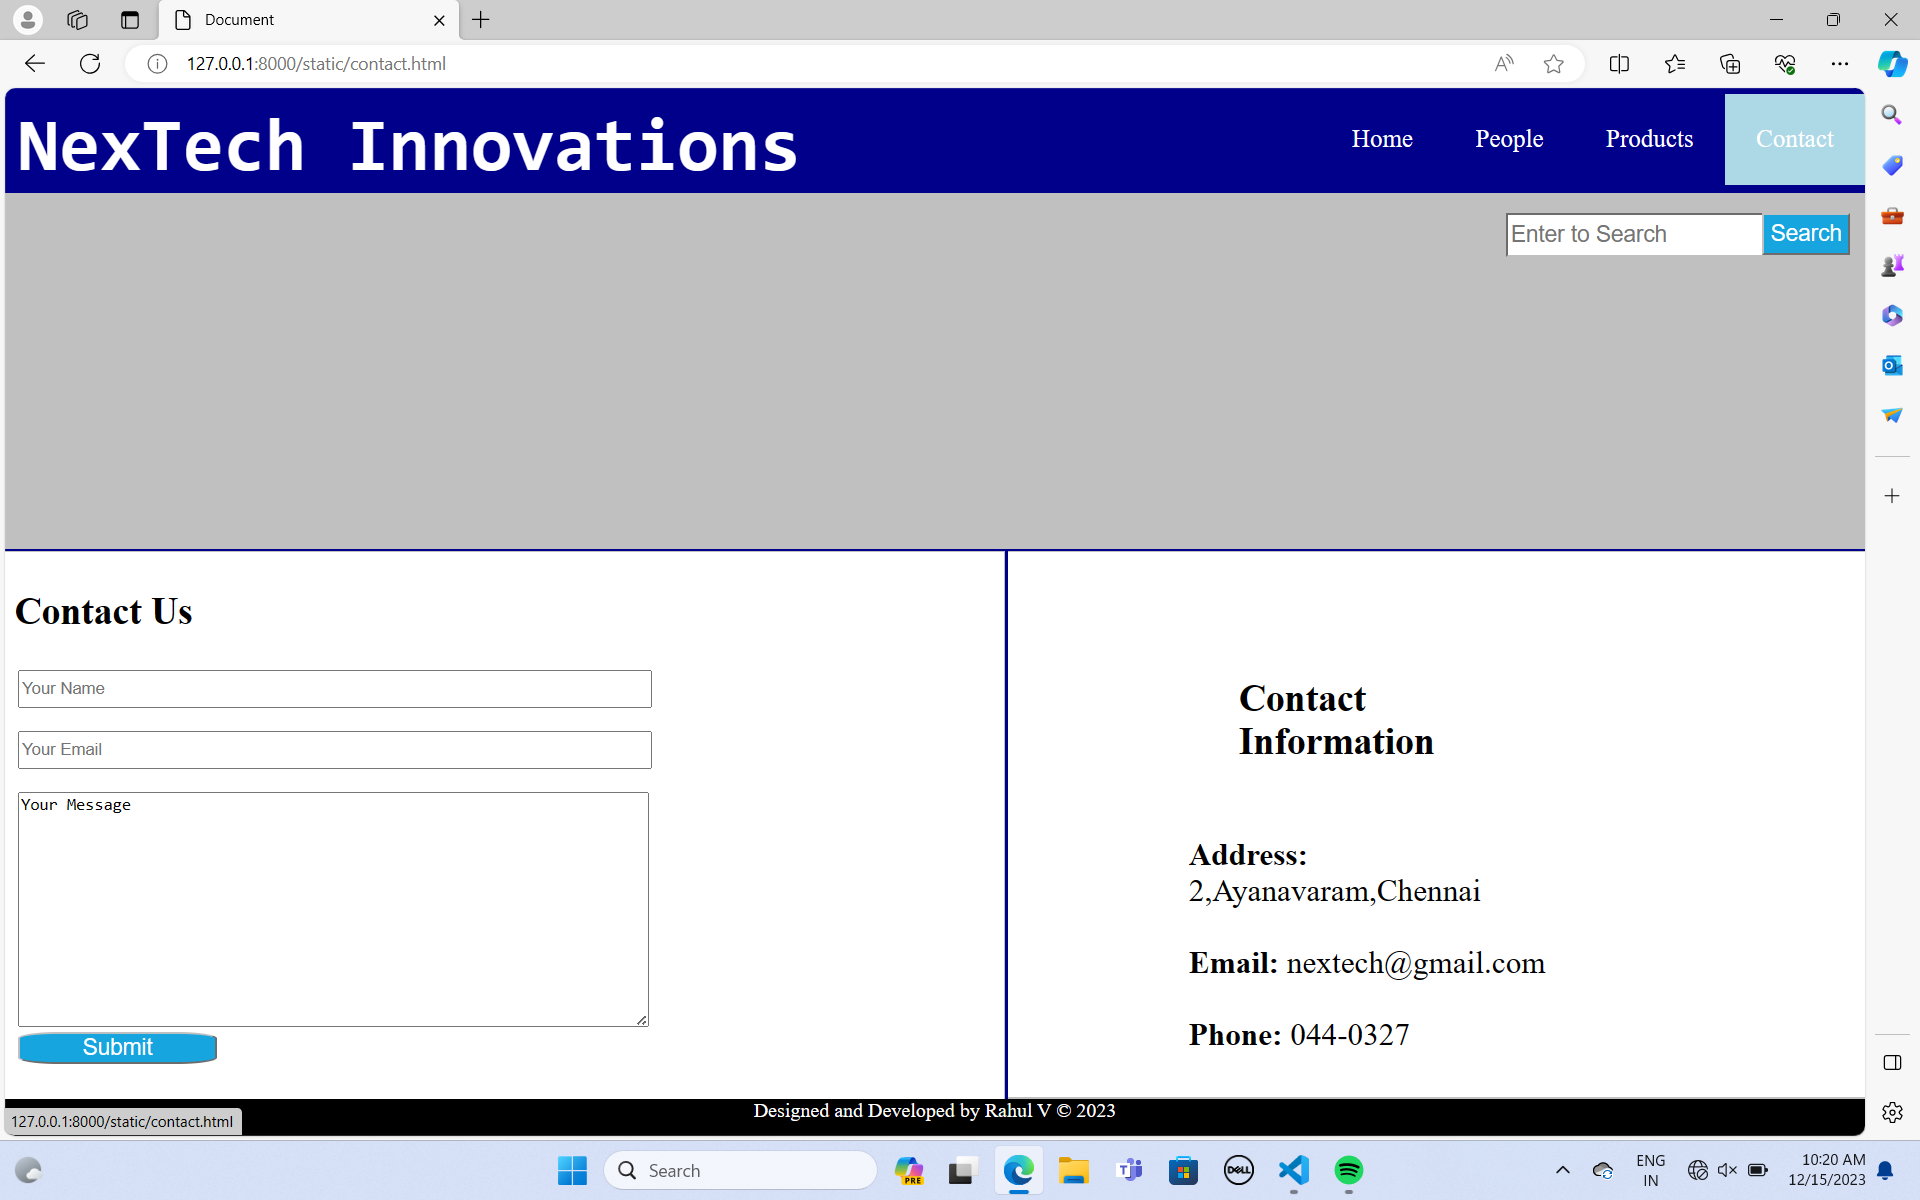 Document
127.0.0.1:8000/static/contact.html
NexTech Innovations
Home People Products Contact
Enter to Search Search
Contact Us
Your Name
Your Email
Your Message
Submit
Contact
Information
Address:
2,Ayanavaram,Chennai
Email: nextech@gmail.com
Phone: 044-0327
Designed and Developed by Rahul V © 2023
127.0.0.1:8000/static/contact.html
Search
PRE
DELL
ENG
IN
10:20 AM
12/15/2023